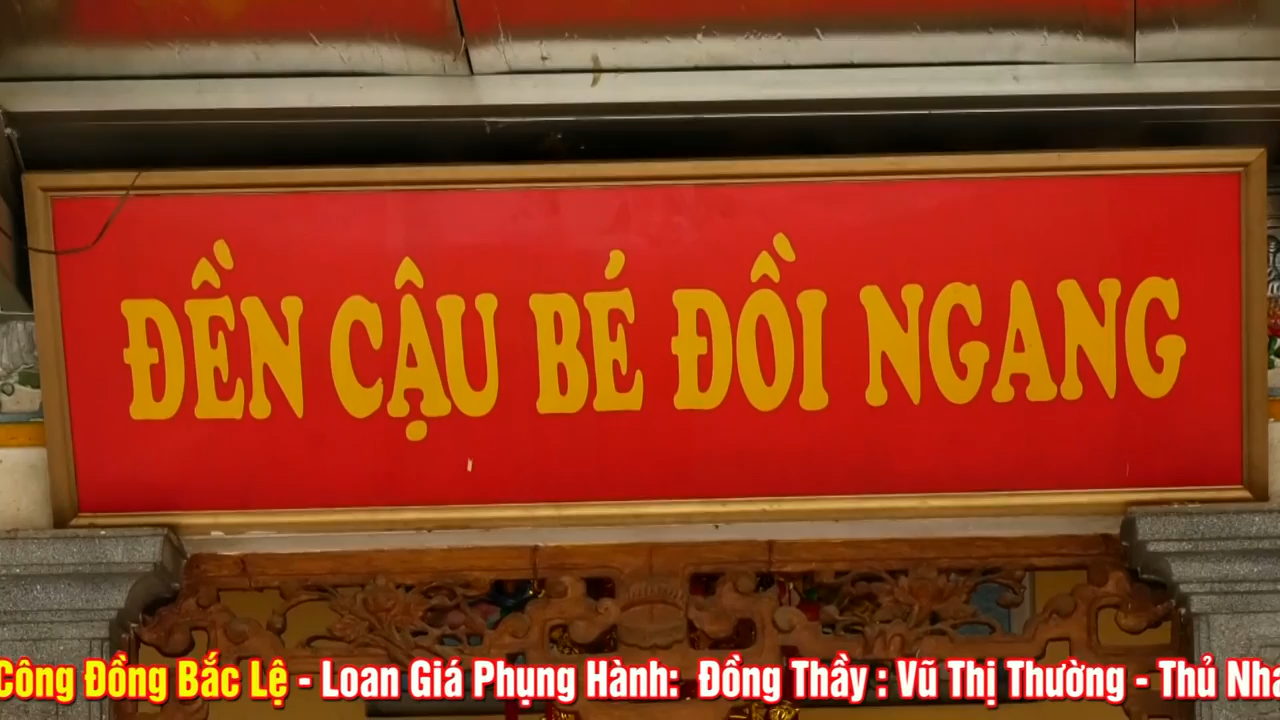 ĐỀN CẬU BÉ ĐỒI NGANG
Công Đồng Bắc Lệ - Loan Giá Phụng Hành: Đồng Thầy : Vũ Thị Thường - Thủ Nha